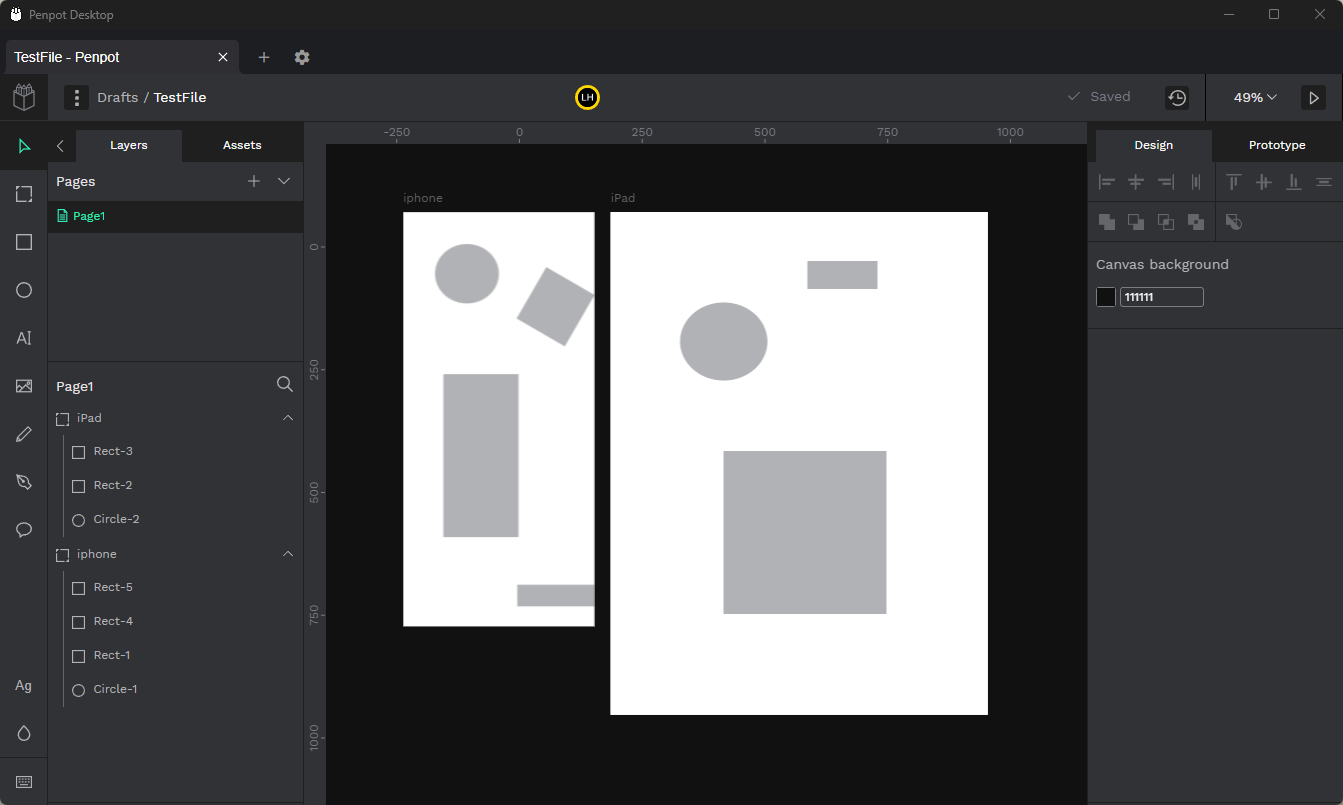 Penpot Desktop
TestFile - Penpot
Drafts / TestFile
LH
Saved
49%
Layers
Assets
-250 0 250 500 750 1000
Design
Prototype
Pages
Page1
iphone
iPad
0
250
500
750
1000
Canvas background
111111
Page1
iPad
Rect-3
Rect-2
Circle-2
iphone
Rect-5
Rect-4
Rect-1
Circle-1
AI
Ag